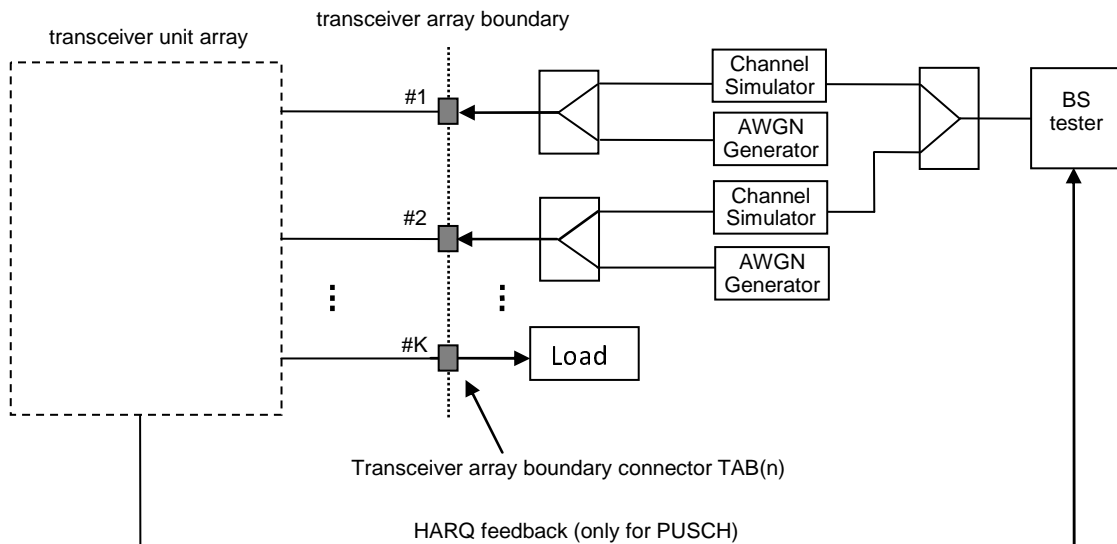 transceiver array boundary
transceiver unit array
#1
Channel
Simulator
AWGN
Generator
BS
tester
#2
Channel
Simulator
AWGN
Generator
#K
Load
Transceiver array boundary connector TAB(n)
HARQ feedback (only for PUSCH)